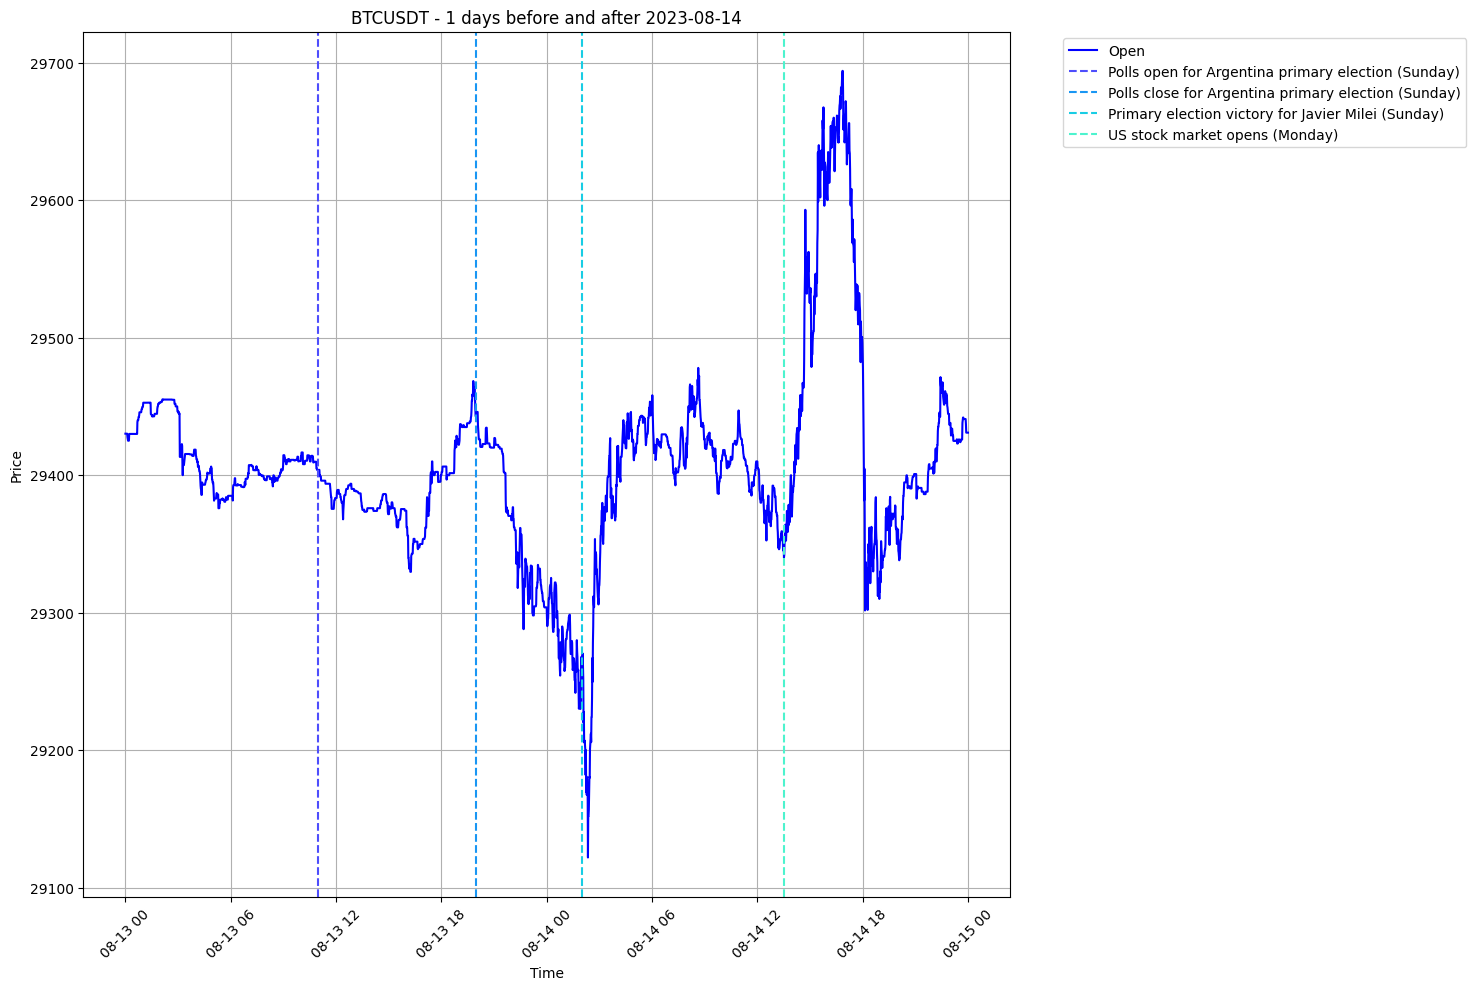 BTCUSDT - 1 days before and after 2023-08-14
Open
Polls open for Argentina primary election (Sunday)
Polls close for Argentina primary election (Sunday)
Primary election victory for Javier Milei (Sunday)
US stock market opens (Monday)
Price
29700
29600
29500
29400
29300
29200
29100
08-13 00
08-13 06
08-13 12
08-13 18
08-14 00
08-14 06
08-14 12
08-14 18
08-15 00
Time